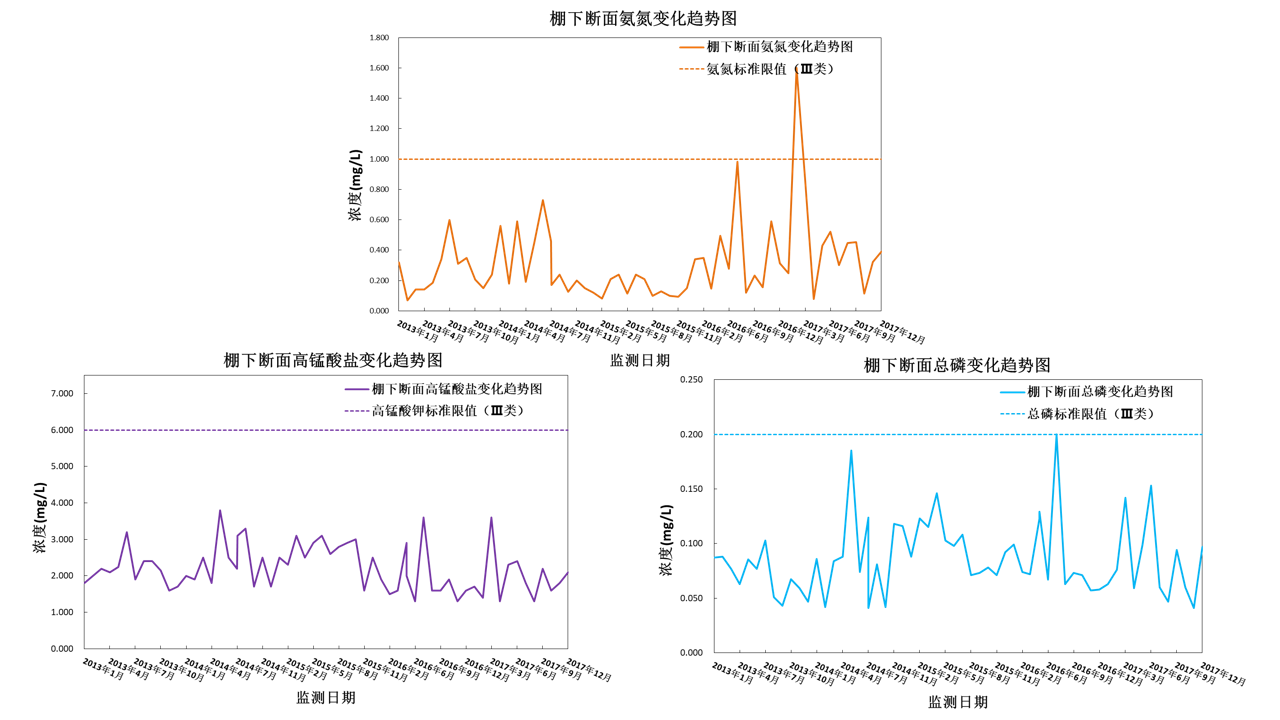 棚下断面氨氮变化趋势图
棚下断面氨氮变化趋势图
氨氮标准限值（Ⅲ类）
浓度(mg/L)
1.800
1.600
1.400
1.200
1.000
0.800
0.600
0.400
0.200
0.000
2013年1月
2013年4月
2013年7月
2013年10月
2014年1月
2014年4月
2014年7月
2014年11月
2015年2月
2015年5月
2015年8月
2015年11月
2016年2月
2016年6月
2016年9月
2016年12月
2017年3月
2017年6月
2017年9月
2017年12月
监测日期
棚下断面高锰酸盐变化趋势图
棚下断面高锰酸盐变化趋势图
高锰酸钾标准限值（Ⅲ类）
浓度(mg/L)
7.000
6.000
5.000
4.000
3.000
2.000
1.000
0.000
2013年1月
2013年4月
2013年7月
2013年10月
2014年1月
2014年4月
2014年7月
2014年11月
2015年2月
2015年5月
2015年8月
2015年11月
2016年2月
2016年6月
2016年9月
2016年12月
2017年3月
2017年6月
2017年9月
2017年12月
监测日期
棚下断面总磷变化趋势图
棚下断面总磷变化趋势图
总磷标准限值（Ⅲ类）
浓度(mg/L)
0.250
0.200
0.150
0.100
0.050
0.000
2013年1月
2013年4月
2013年7月
2013年10月
2014年1月
2014年4月
2014年7月
2014年11月
2015年2月
2015年5月
2015年8月
2015年11月
2016年2月
2016年6月
2016年9月
2016年12月
2017年3月
2017年6月
2017年9月
2017年12月
监测日期